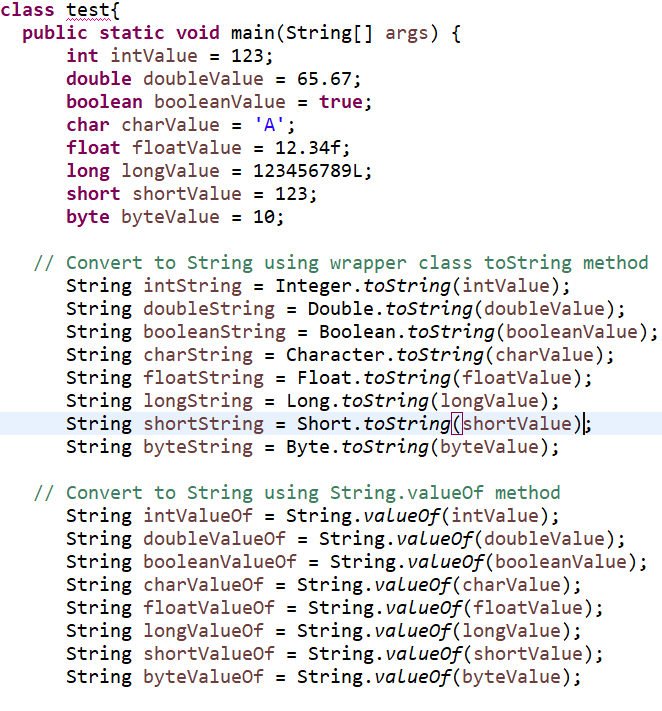 class test{
public static void main(String[] args) {
int intValue = 123;
double doubleValue = 65.67;
boolean booleanValue = true;
char charValue = 'A';
float floatValue = 12.34f;
long longValue = 123456789L;
short shortValue = 123;
byte byteValue = 10;
// Convert to String using wrapper class toString method
String intString = Integer.toString(intValue);
String doubleString = Double.toString(doubleValue);
String booleanString = Boolean.toString(booleanValue);
String charString = Character.toString(charValue);
String floatString = Float.toString(floatValue);
String longString = Long.toString(longValue);
String shortString = Short.toString(shortValue);
String byteString = Byte.toString(byteValue);
// Convert to String using String.valueOf method
String intValueOf = String.valueOf(intValue);
String doubleValueOf = String.valueOf(doubleValue);
String booleanValueOf = String.valueOf(booleanValue);
String charValueOf = String.valueOf(charValue);
String floatValueOf = String.valueOf(floatValue);
String longValueOf = String.valueOf(longValue);
String shortValueOf = String.valueOf(shortValue);
String byteValueOf = String.valueOf(byteValue);